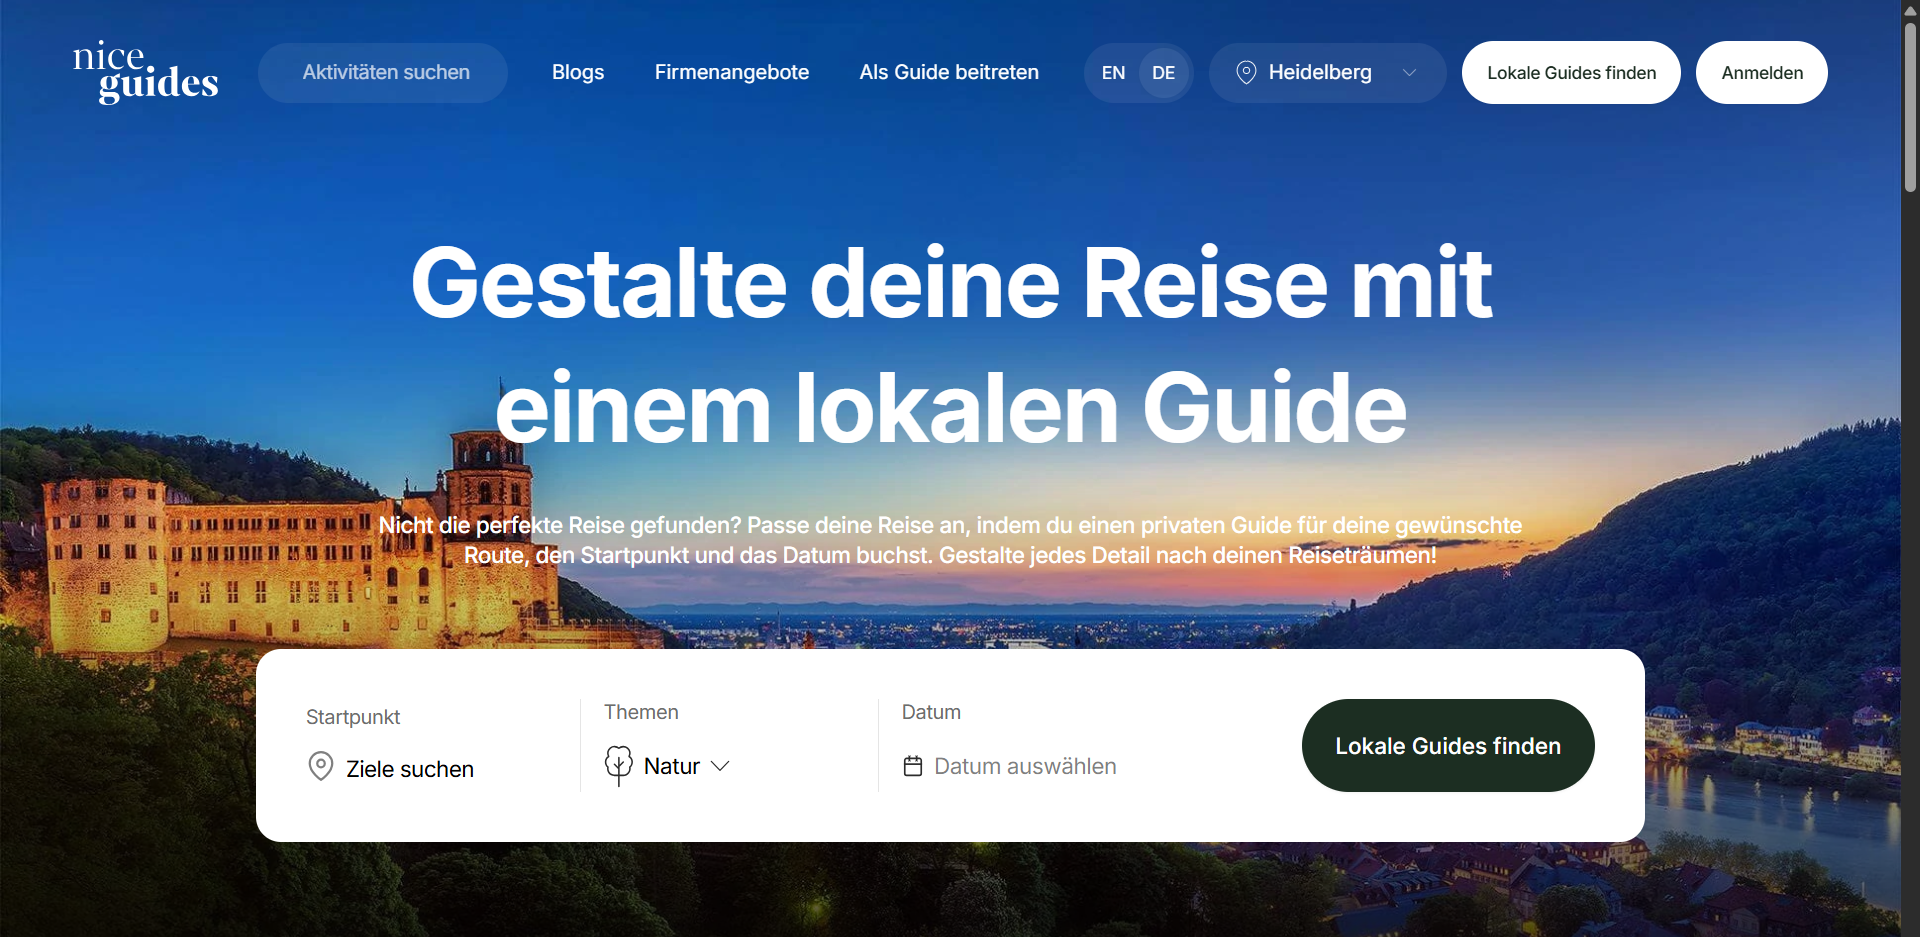 nice
guides
Aktivitäten suchen
Blogs
Firmenangebote
Als Guide beitreten
EN
DE
Heidelberg
Lokale Guides finden
Anmelden
Gestalte deine Reise mit
einem lokalen Guide
Nicht die perfekte Reise gefunden? Passe deine Reise an, indem du einen privaten Guide für deine gewünschte
Route, den Startpunkt und das Datum buchst. Gestalte jedes Detail nach deinen Reiseträumen!
Startpunkt
Ziele suchen
Themen
Natur
Datum
Datum auswählen
Lokale Guides finden